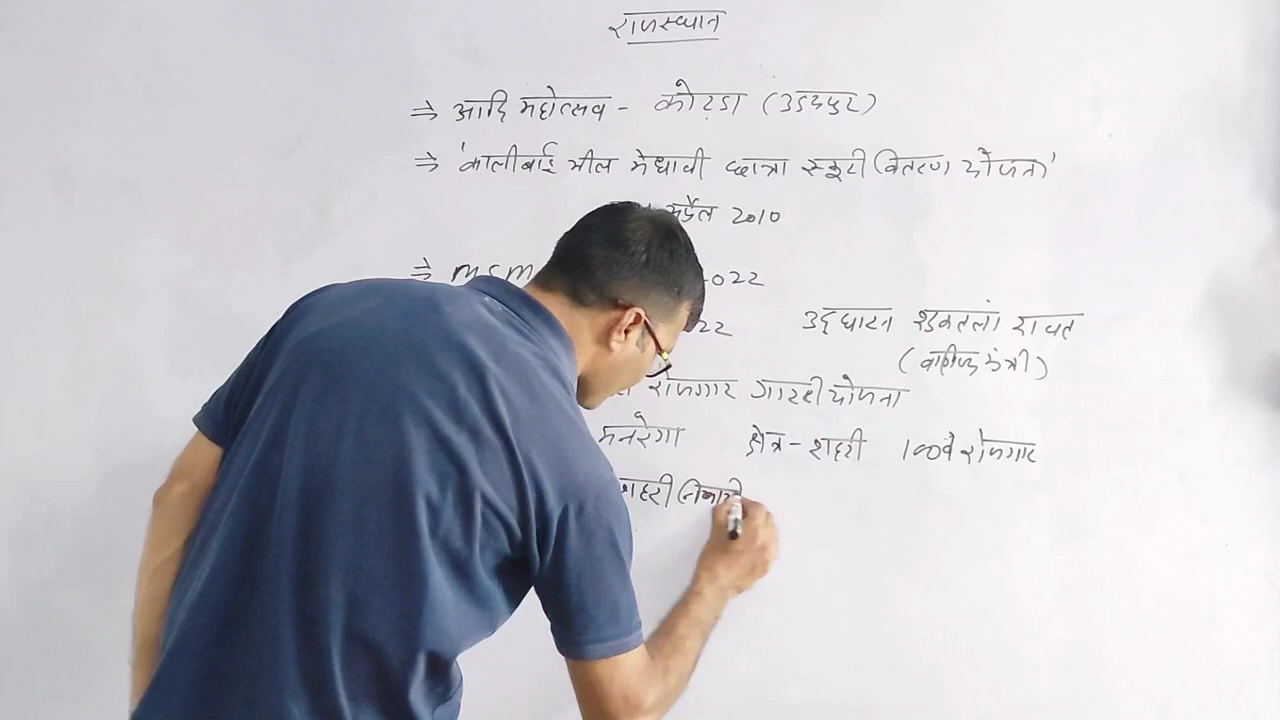 राजस्थान
⇒ आदि महोत्सव - कोटडा (उदयपुर)
⇒ 'कालीबाई भील मेधावी छात्रा स्कूटी वितरण योजना'
अप्रैल 2010
⇒ MSM 2022
22 उद्घाटन शकुतलां रावत
(वाणिज्य मंत्री)
रोजगार गारंटी योजना
मनरेगा क्षेत्र - शहरी 100 वै रोजगार
शहरी निकायो